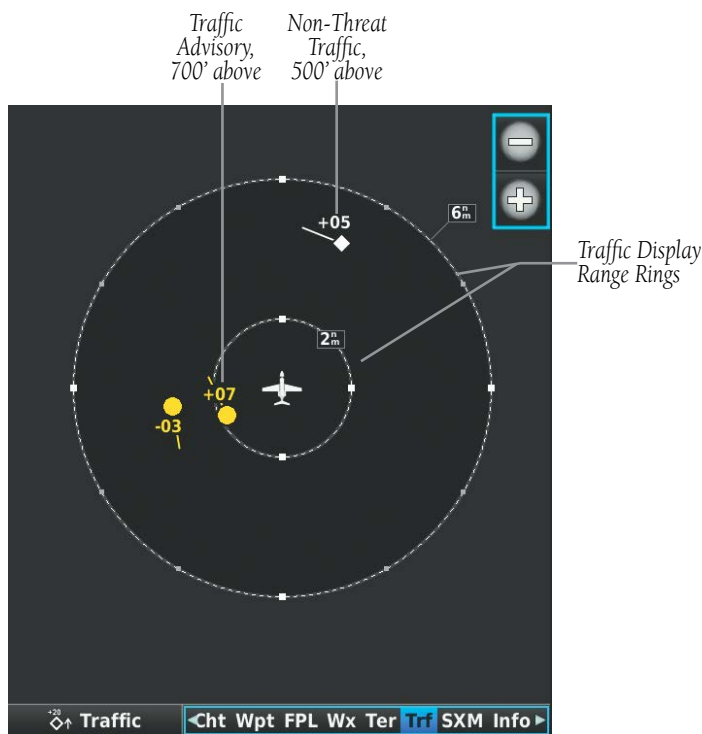 Traffic
Advisory,
700' above
Non-Threat
Traffic,
500' above
+05
6nm
Traffic Display
Range Rings
2nm
+07
-03
+20
Traffic
Cht Wpt FPL Wx Ter Trf SXM Info